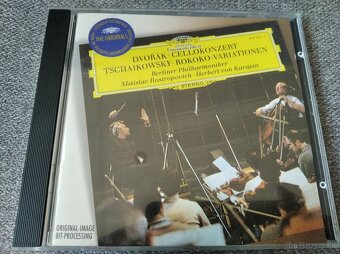 THE ORIGINALS
DVOŘÁK · CELLOKONZERT
TSCHAIKOWSKY · ROKOKO-VARIATIONEN
Berliner Philharmoniker
Mstislav Rostropovich · Herbert von Karajan
STEREO
ORIGINAL-IMAGE
BIT-PROCESSING